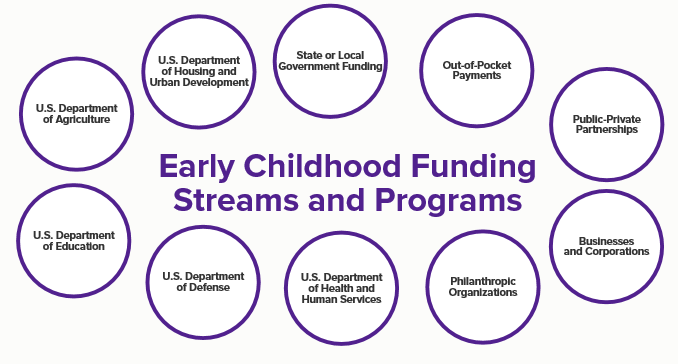 U.S. Department
of Housing and
Urban Development
State or Local
Government Funding
Out-of-Pocket
Payments
U.S. Department
of Agriculture
Public-Private
Partnerships
Early Childhood Funding
Streams and Programs
U.S. Department
of Education
Businesses
and Corporations
U.S. Department
of Defense
U.S. Department
of Health and
Human Services
Philanthropic
Organizations